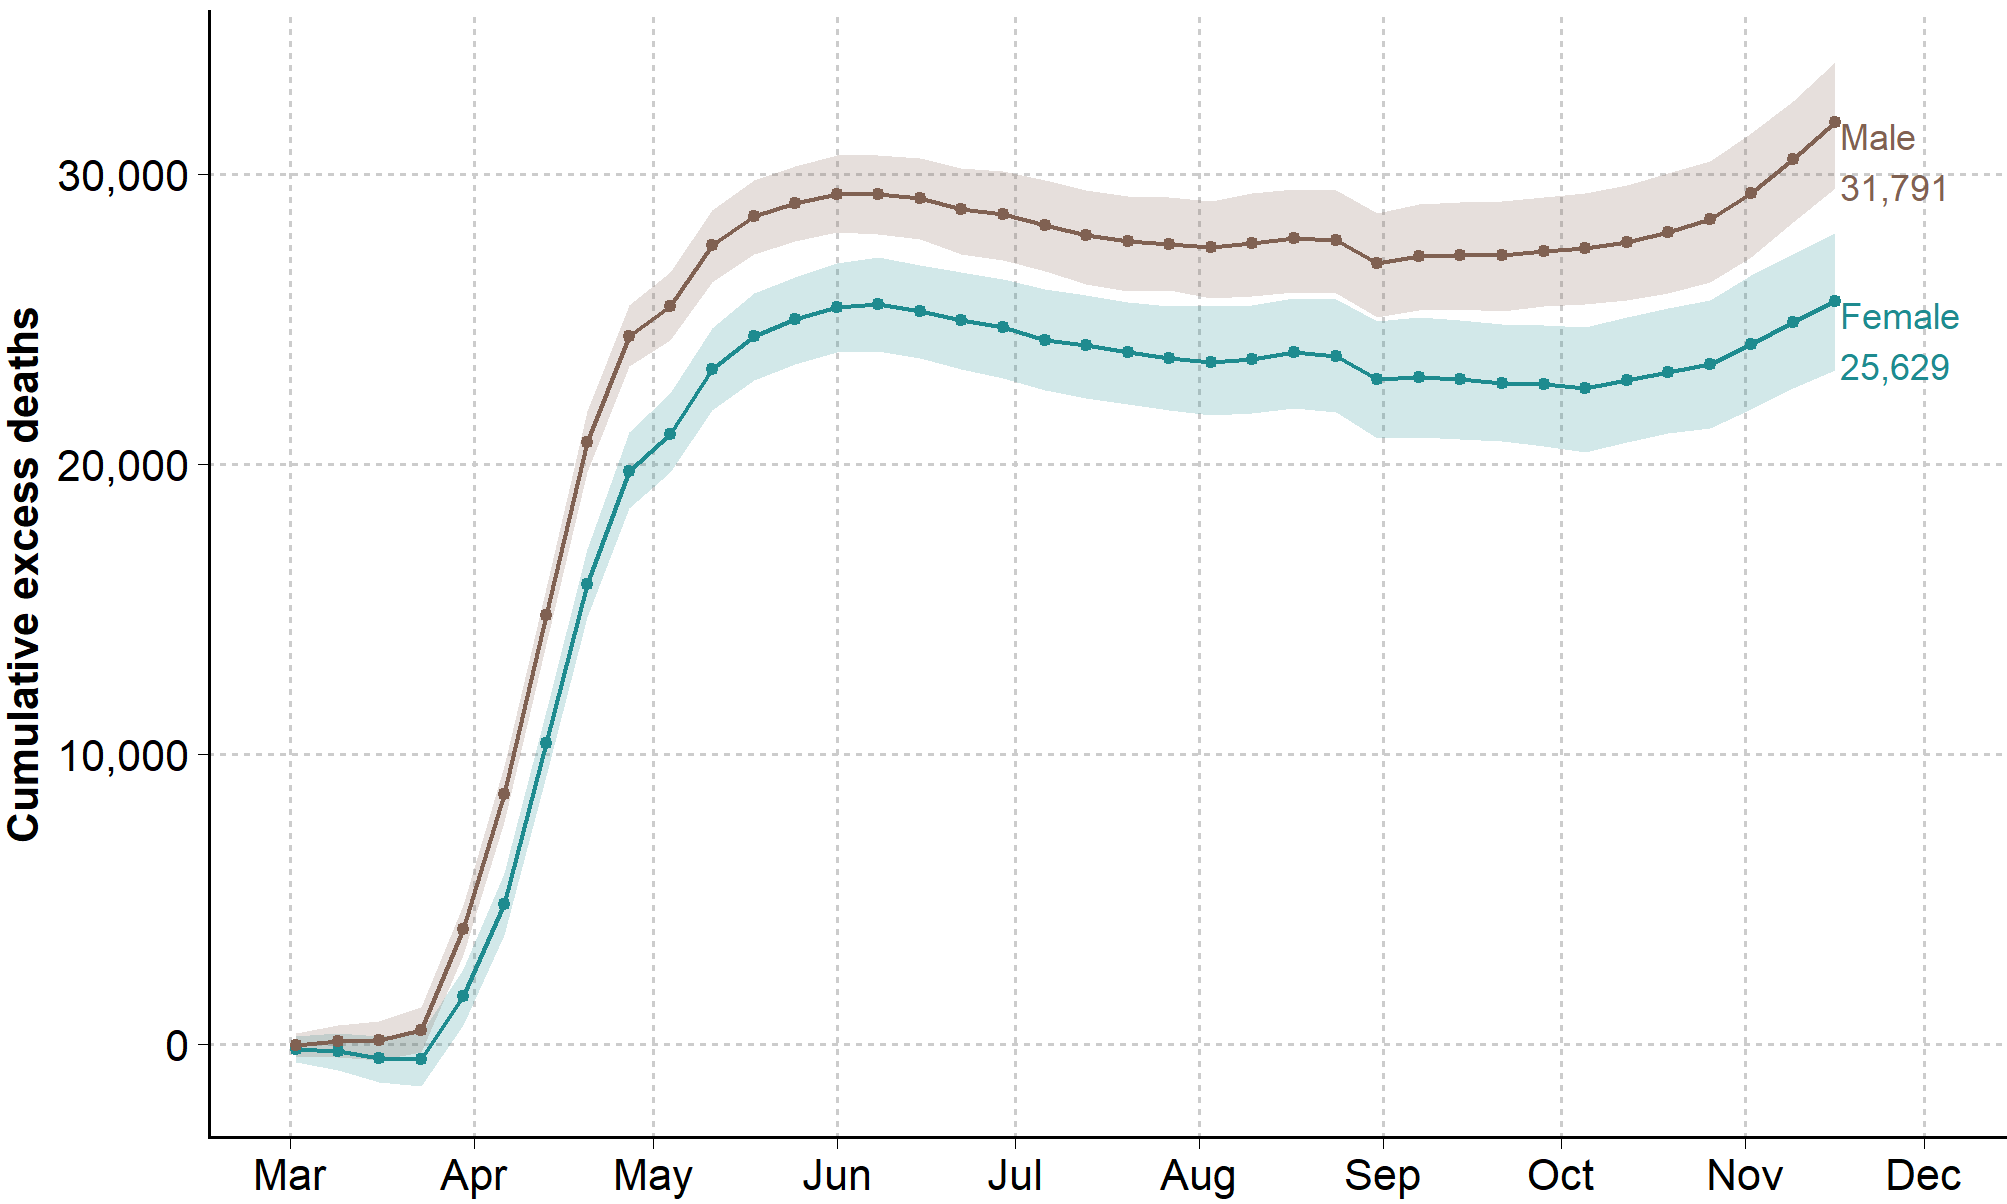 Cumulative excess deaths
30,000
20,000
10,000
0
Male
31,791
Female
25,629
Mar Apr May Jun Jul Aug Sep Oct Nov Dec